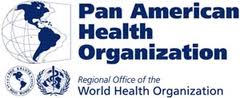 Pan American
Health
Organization
Regional Office of the
World Health Organization